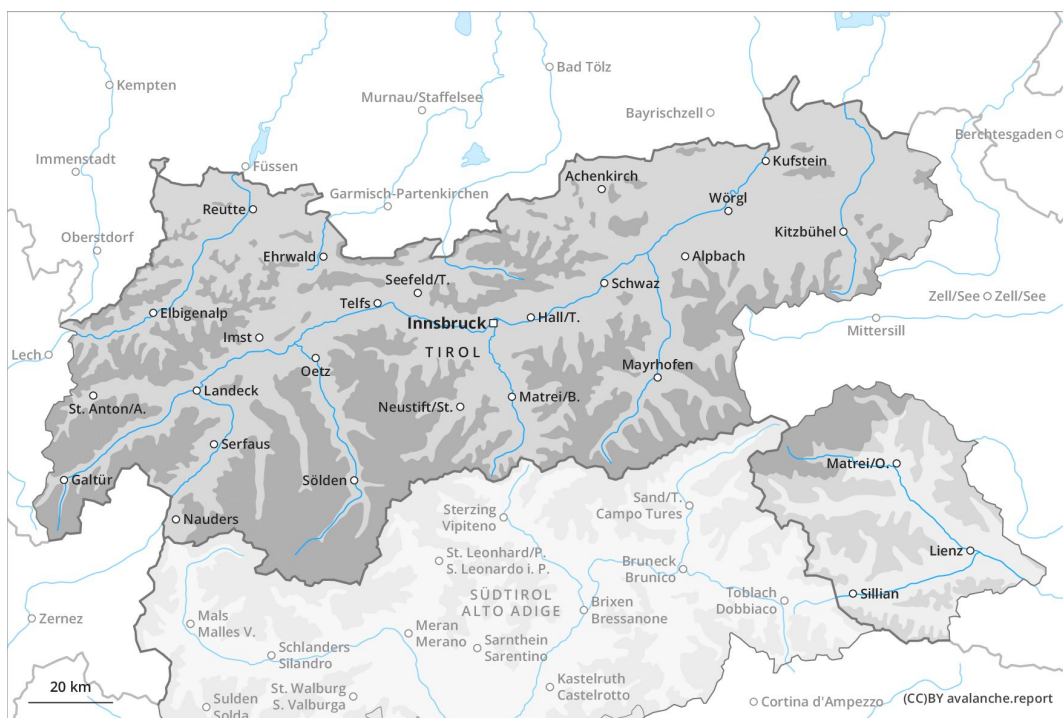 Kempten
Bad Tölz
Murnau/Staffelsee
Bayrischzell
Berchtesgaden
Immenstadt
Füssen
Kufstein
Achenkirch
Garmisch-Partenkirchen
Reutte
Wörgl
Kitzbühel
Oberstdorf
Ehrwald
Alpbach
Seefeld/T.
Schwaz
Zell/See
Zell/See
Telfs
Elbigenalp
Innsbruck
Hall/T.
Mittersill
Imst
Lech
TIROL
Oetz
Mayrhofen
Landeck
St. Anton/A.
Matrei/B.
Neustift/St.
Serfaus
Matrei/O.
Galtür
Sölden
Sand/T.
Campo Tures
Sterzing
Vipiteno
Nauders
Lienz
St. Leonhard/P.
S. Leonardo i. P.
Bruneck
Brunico
Sillian
SÜDTIROL
ALTO ADIGE
Toblach
Dobbiaco
Brixen
Bressanone
Zernez
Mals
Malles V.
Meran
Merano
Sarnthein
Sarentino
Schlanders
Silandro
20 km
St. Walburg
S. Valburga
Kastelruth
Castelrotto
Sulden
Solda
Cortina d'Ampezzo
(CC)BY avalanche.report